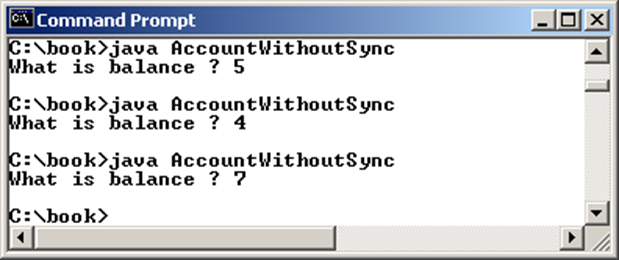 Command Prompt
C:\book>java AccountWithoutSync
What is balance ? 5
C:\book>java AccountWithoutSync
What is balance ? 4
C:\book>java AccountWithoutSync
What is balance ? 7
C:\book>